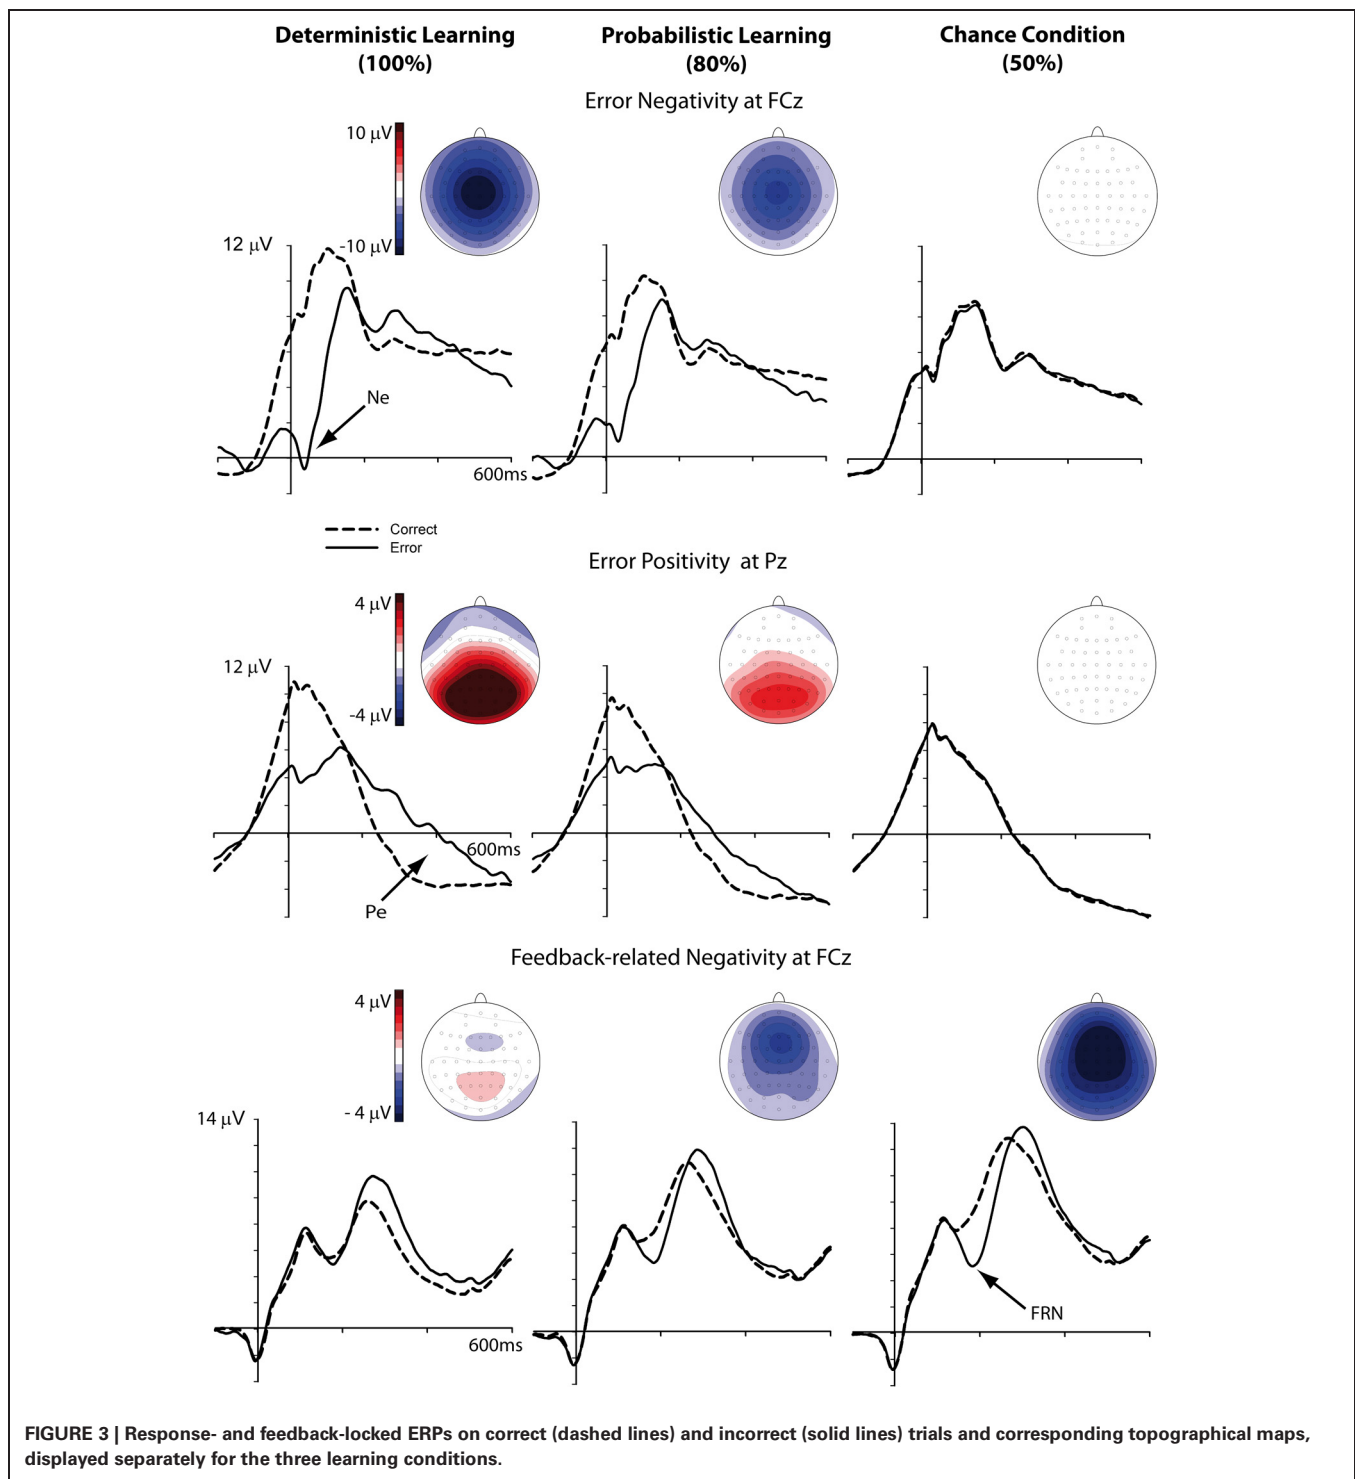 Deterministic Learning
(100%)
Probabilistic Learning
(80%)
Chance Condition
(50%)
Error Negativity at FCz
10 µV
-10 µV
12 µV
Ne
600ms
Correct
Error
Error Positivity at Pz
4 µV
-4 µV
12 µV
600ms
Pe
Feedback-related Negativity at FCz
4 µV
- 4 µV
14 µV
FRN
600ms
FIGURE 3 | Response- and feedback-locked ERPs on correct (dashed lines) and incorrect (solid lines) trials and corresponding topographical maps,
displayed separately for the three learning conditions.